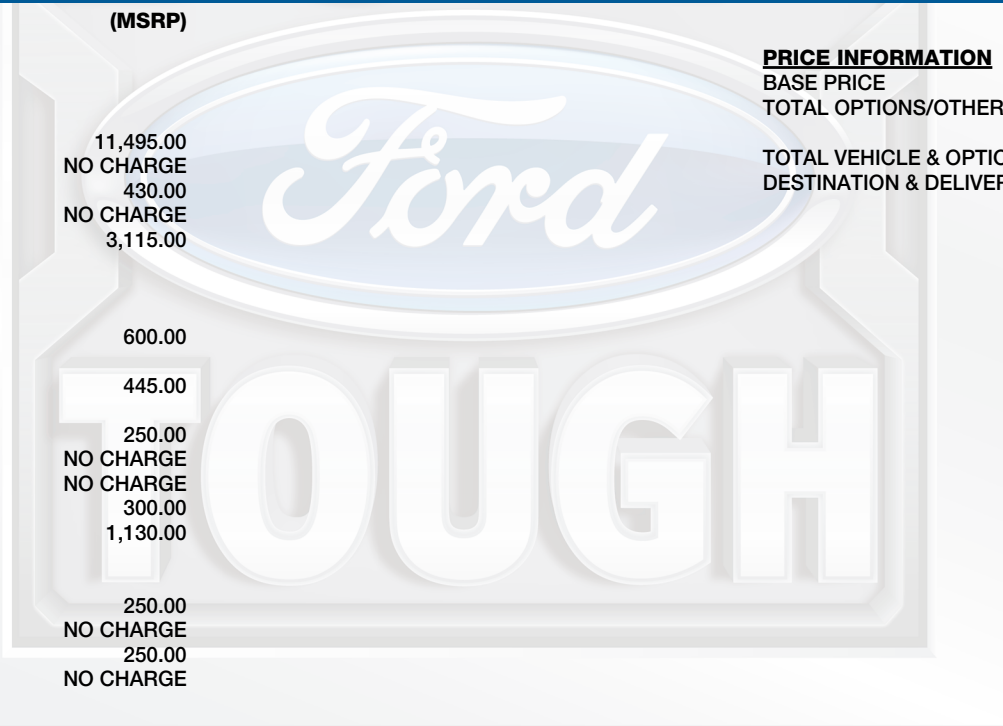 (MSRP)
11,495.00
NO CHARGE
430.00
NO CHARGE
3,115.00
600.00
445.00
250.00
NO CHARGE
NO CHARGE
300.00
1,130.00
250.00
NO CHARGE
250.00
NO CHARGE
PRICE INFORMATION
BASE PRICE
TOTAL OPTIONS/OTHER
TOTAL VEHICLE & OPTIO
DESTINATION & DELIVER
Ford
TOUGH